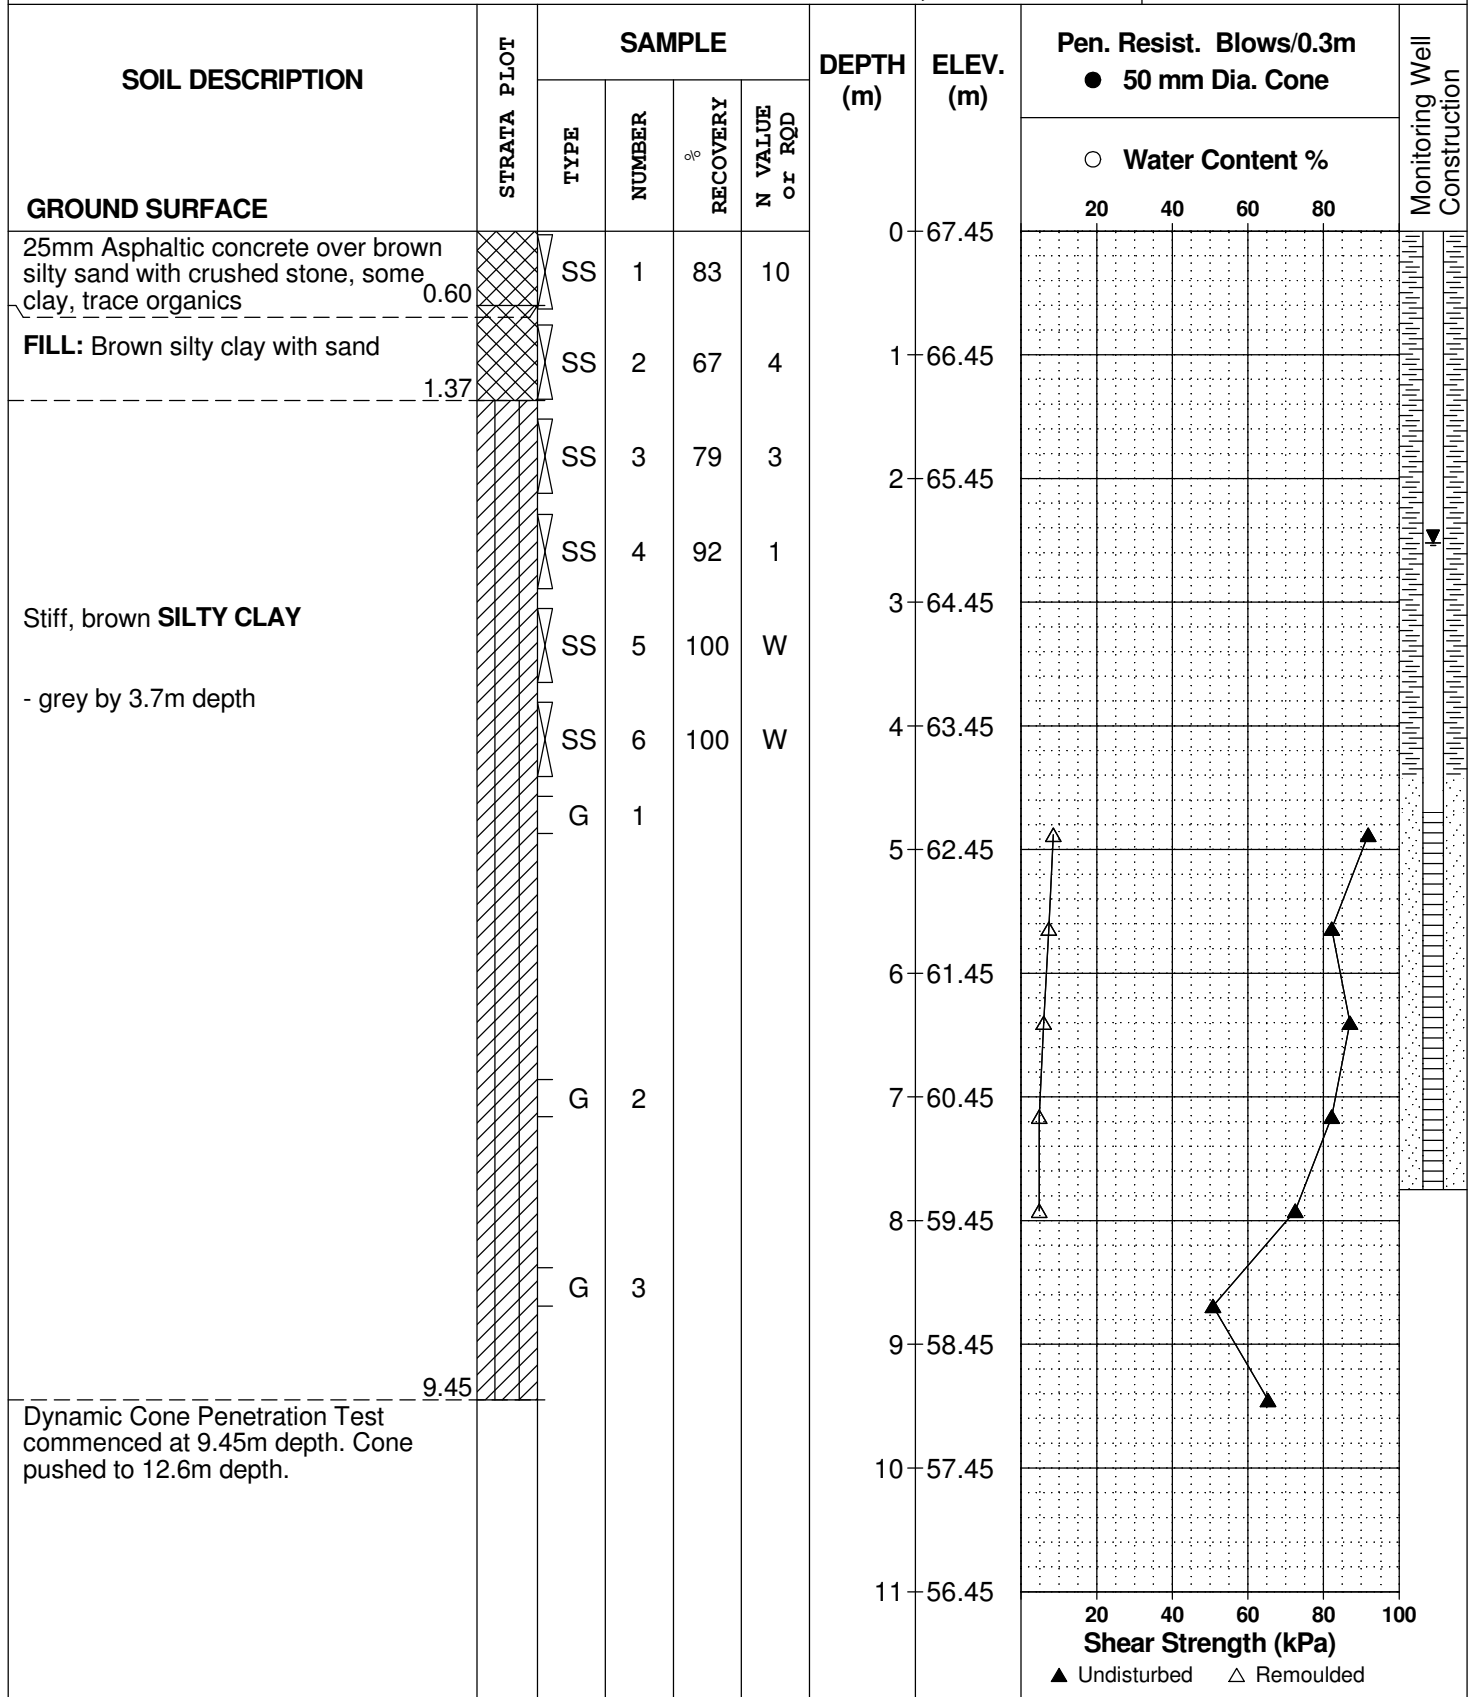 SOIL DESCRIPTION
GROUND SURFACE
STRATA PLOT
SAMPLE
TYPE
NUMBER
% RECOVERY
N VALUE or RQD
DEPTH (m)
ELEV. (m)
Pen. Resist. Blows/0.3m
● 50 mm Dia. Cone
○ Water Content %
20 40 60 80
Monitoring Well Construction
25mm Asphaltic concrete over brown
silty sand with crushed stone, some
clay, trace organics 0.60
FILL: Brown silty clay with sand
1.37
Stiff, brown SILTY CLAY
- grey by 3.7m depth
9.45
Dynamic Cone Penetration Test
commenced at 9.45m depth. Cone
pushed to 12.6m depth.
SS 1 83 10
SS 2 67 4
SS 3 79 3
SS 4 92 1
SS 5 100 W
SS 6 100 W
G 1
G 2
G 3
0 67.45
1 66.45
2 65.45
3 64.45
4 63.45
5 62.45
6 61.45
7 60.45
8 59.45
9 58.45
10 57.45
11 56.45
20 40 60 80 100
Shear Strength (kPa)
▲ Undisturbed △ Remoulded